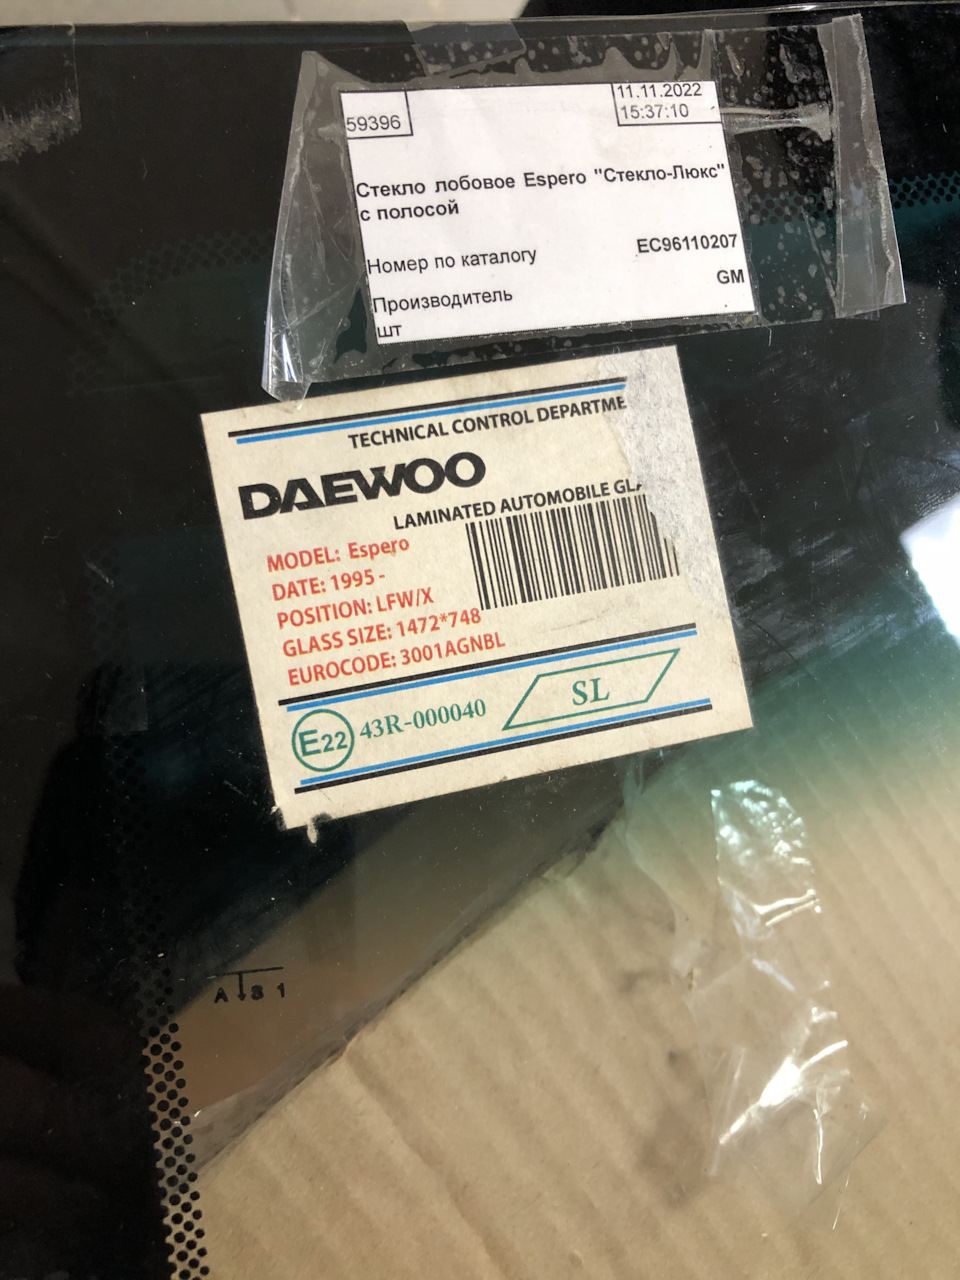 59396
11.11.2022
15:37:10
Стекло лобовое Espero "Стекло-Люкс"
с полосой
Номер по каталогу EC96110207
Производитель GM
шт
TECHNICAL CONTROL DEPARTME
DAEWOO
LAMINATED AUTOMOBILE GLA
MODEL: Espero
DATE: 1995 -
POSITION: LFW/X
GLASS SIZE: 1472*748
EUROCODE: 3001AGNBL
E22 43R-000040 SL
A S 1